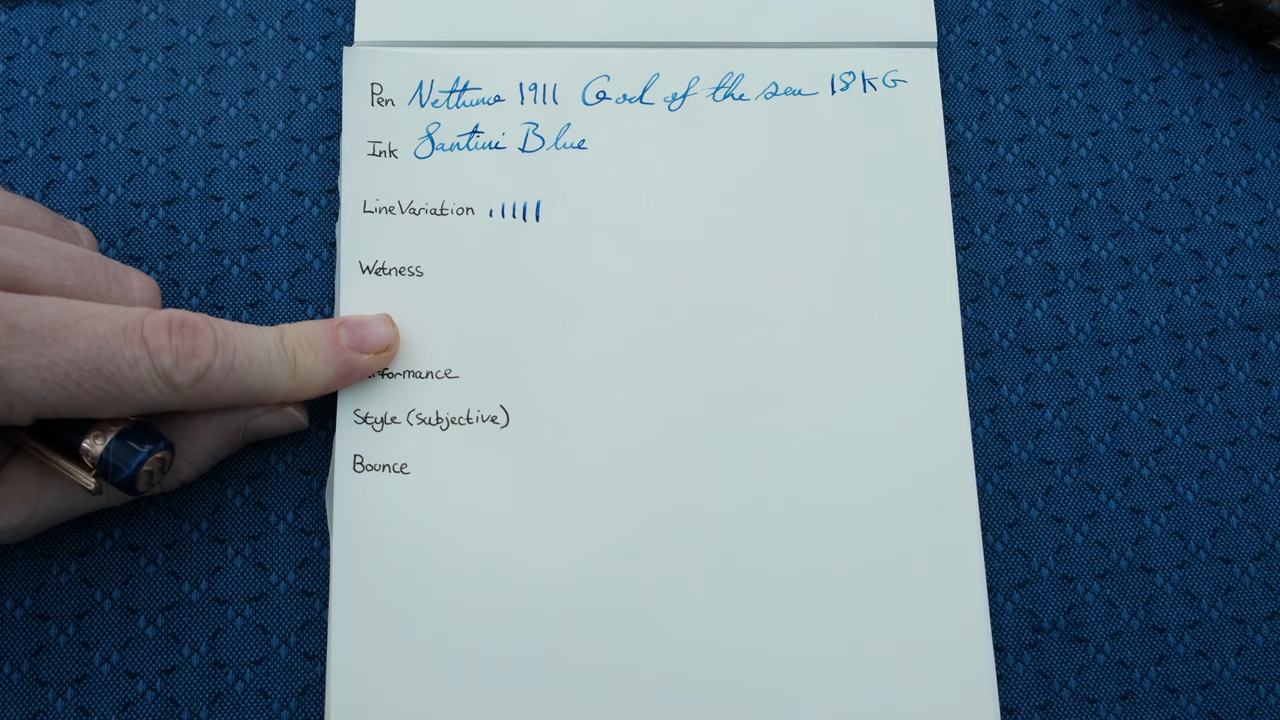 Pen Nettuno 1911 God of the sea 18KG
Ink Santini Blue
Line Variation
Wetness
Style (subjective)
Bounce